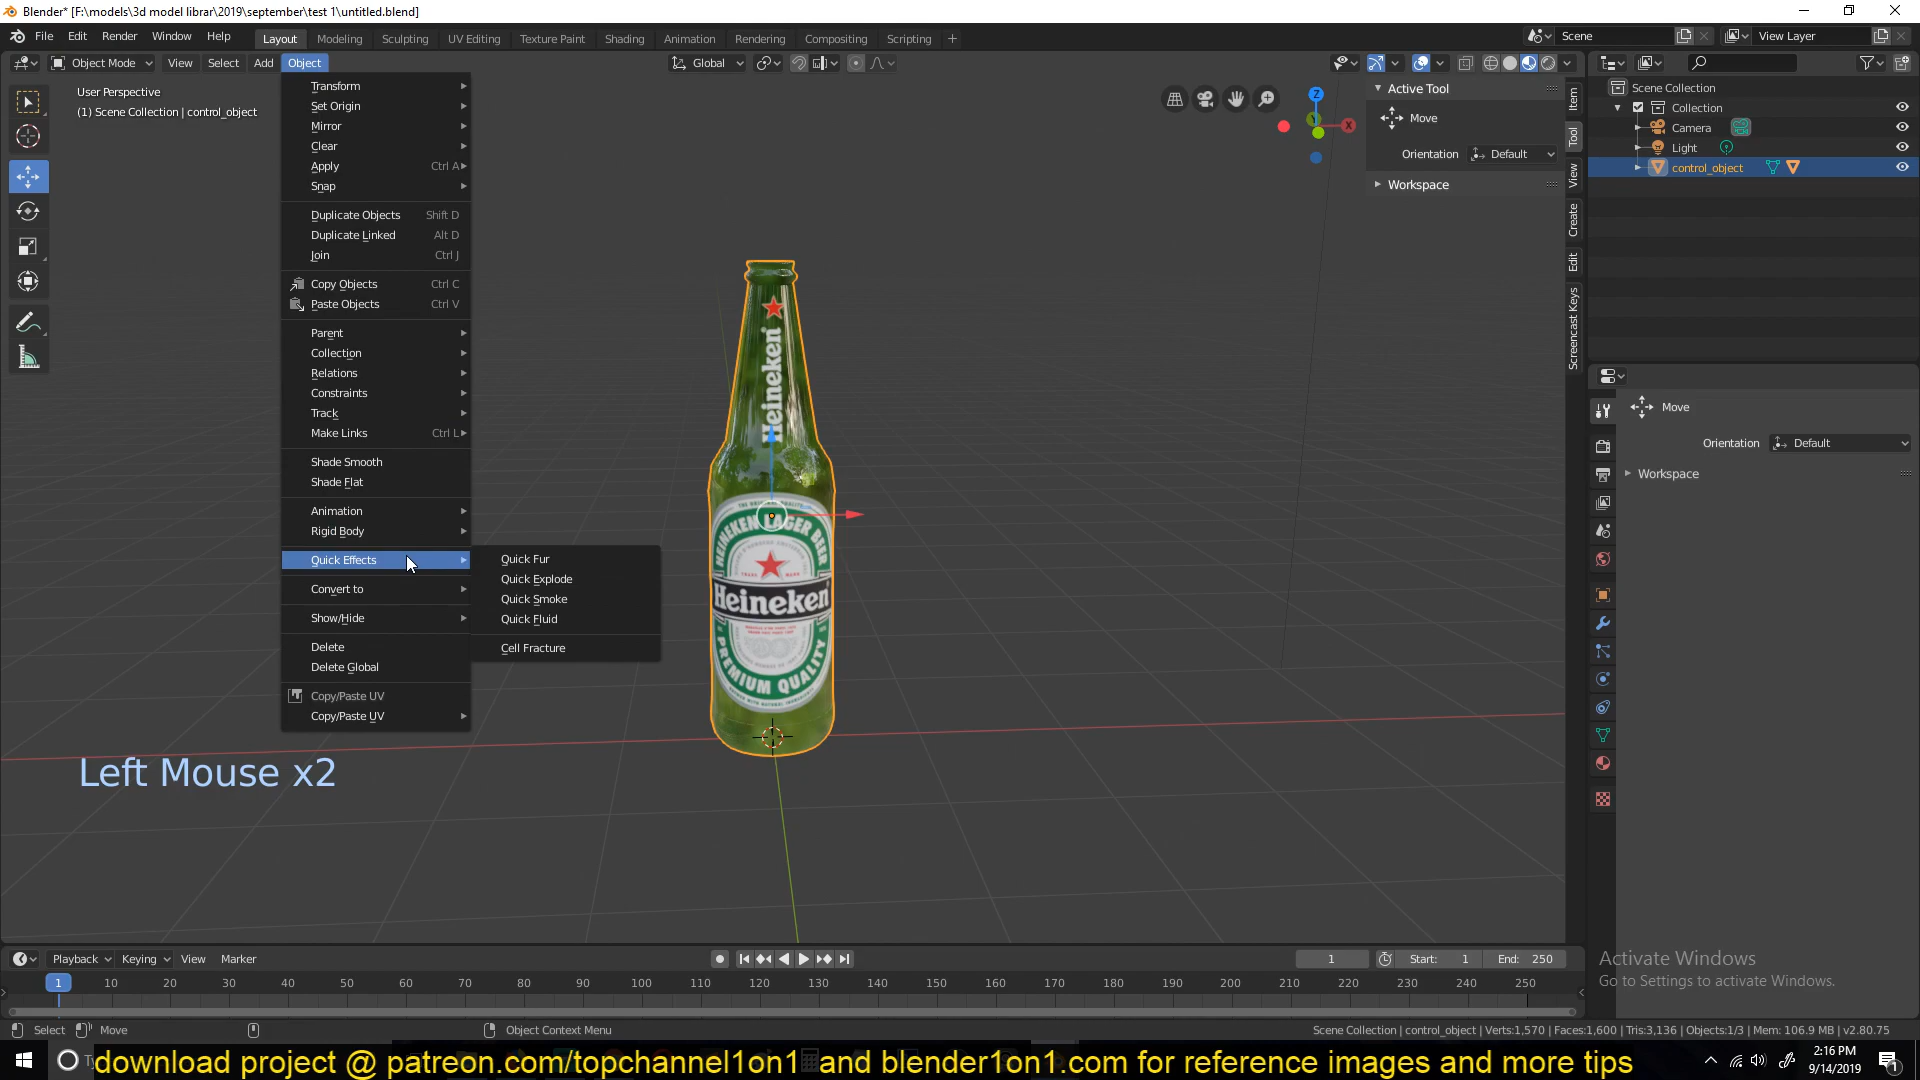 Blender* [F:\models\3d model librar\2019\september\test 1\untitled.blend]
File Edit Render Window Help Layout Modeling Sculpting UV Editing Texture Paint Shading Animation Rendering Compositing Scripting + Scene View Layer
Object Mode View Select Add Object Global
User Perspective
(1) Scene Collection | control_object
Transform
Set Origin
Mirror
Clear
Apply Ctrl A
Snap
Duplicate Objects Shift D
Duplicate Linked Alt D
Join Ctrl J
Copy Objects Ctrl C
Paste Objects Ctrl V
Parent
Collection
Relations
Constraints
Track
Make Links Ctrl L
Shade Smooth
Shade Flat
Animation
Rigid Body
Quick Effects
Convert to
Show/Hide
Delete
Delete Global
Copy/Paste UV
Copy/Paste UV
Quick Fur
Quick Explode
Quick Smoke
Quick Fluid
Cell Fracture
Heineken
HEINEKEN LAGER BEER
TRADE MARK
Heineken
PREMIUM QUALITY
Z
Y
X
Active Tool
Move
Orientation Default
Workspace
Item
Tool
View
Create
Edit
Screencast Keys
Scene Collection
Collection
Camera
Light
control_object
Move
Orientation Default
Workspace
Left Mouse x2
Activate Windows
Go to Settings to activate Windows.
Playback Keying View Marker 1 Start: 1 End: 250
1 10 20 30 40 50 60 70 80 90 100 110 120 130 140 150 160 170 180 190 200 210 220 230 240 250
Select Move Object Context Menu Scene Collection | control_object | Verts:1,570 | Faces:1,600 | Tris:3,136 | Objects:1/3 | Mem: 106.9 MB | v2.80.75
download project @ patreon.com/topchannel1on1 and blender1on1.com for reference images and more tips
2:16 PM
9/14/2019
1